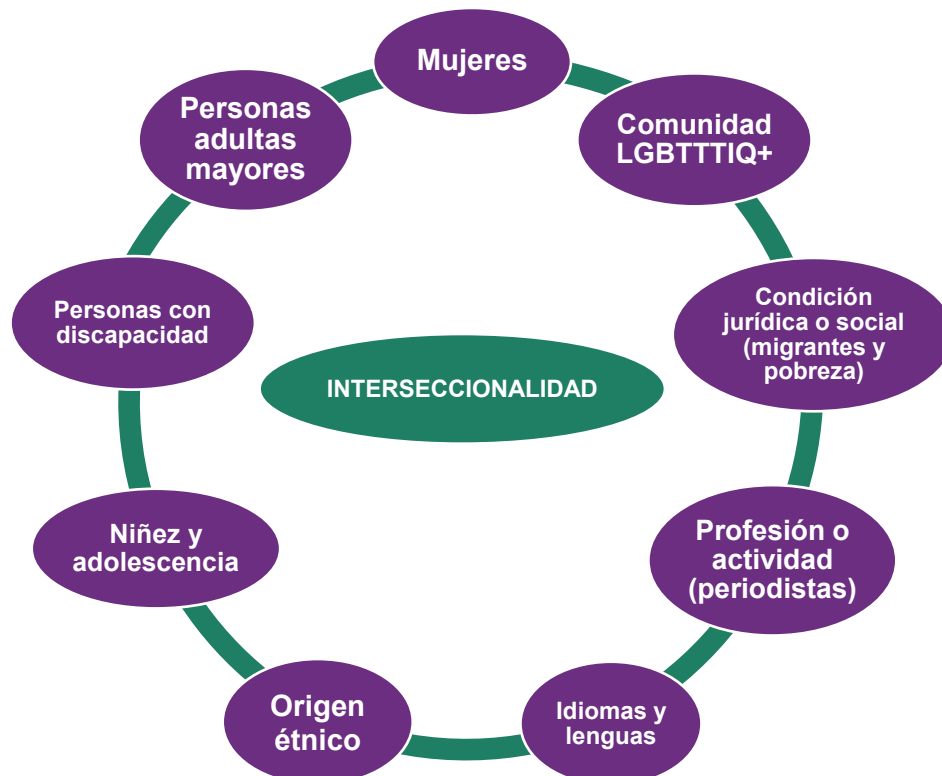 Mujeres
Comunidad
LGBTTTIQ+
Condición
jurídica o social
(migrantes y
pobreza)
Profesión o
actividad
(periodistas)
Idiomas y
lenguas
Origen
étnico
Niñez y
adolescencia
Personas con
discapacidad
Personas
adultas
mayores
INTERSECCIONALIDAD